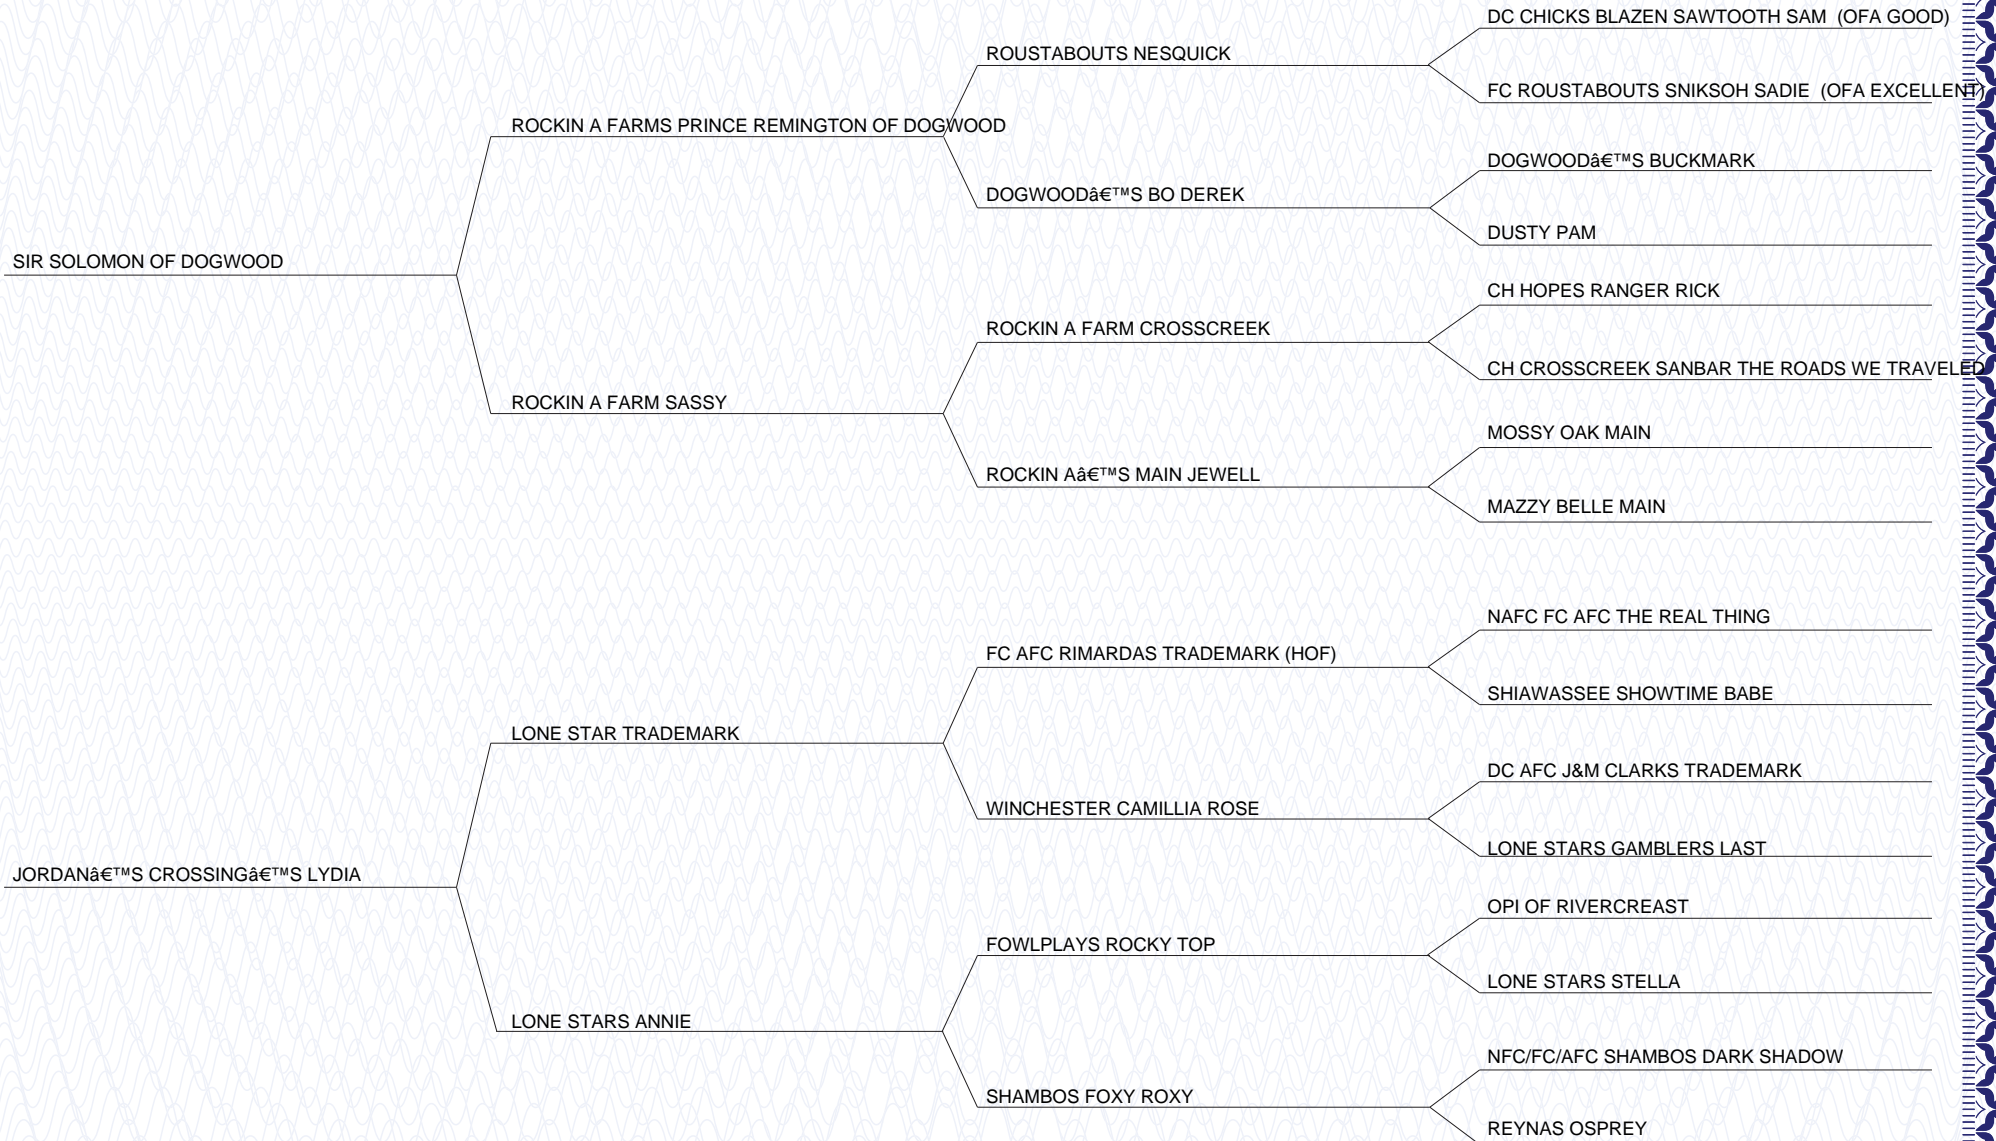 DC CHICKS BLAZEN SAWTOOTH SAM  (OFA GOOD)
ROUSTABOUTS NESQUICK
FC ROUSTABOUTS SNIKSOH SADIE  (OFA EXCELLENT)
ROCKIN A FARMS PRINCE REMINGTON OF DOGWOOD
DOGWOODâ€™S BUCKMARK
DOGWOODâ€™S BO DEREK
DUSTY PAM
SIR SOLOMON OF DOGWOOD
CH HOPES RANGER RICK
ROCKIN A FARM CROSSCREEK
CH CROSSCREEK SANBAR THE ROADS WE TRAVELED
ROCKIN A FARM SASSY
MOSSY OAK MAIN
ROCKIN Aâ€™S MAIN JEWELL
MAZZY BELLE MAIN
NAFC FC AFC THE REAL THING
FC AFC RIMARDAS TRADEMARK (HOF)
SHIAWASSEE SHOWTIME BABE
LONE STAR TRADEMARK
DC AFC J&M CLARKS TRADEMARK
WINCHESTER CAMILLIA ROSE
LONE STARS GAMBLERS LAST
JORDANâ€™S CROSSINGâ€™S LYDIA
OPI OF RIVERCREAST
FOWLPLAYS ROCKY TOP
LONE STARS STELLA
LONE STARS ANNIE
NFC/FC/AFC SHAMBOS DARK SHADOW
SHAMBOS FOXY ROXY
REYNAS OSPREY